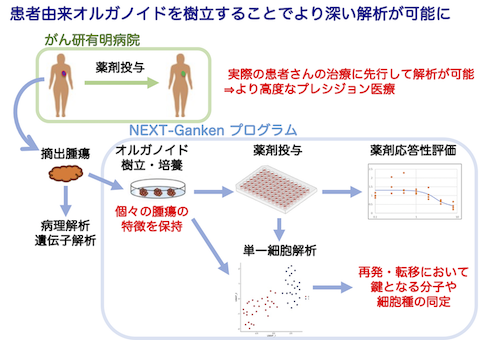 患者由来オルガノイドを樹立することでより深い解析が可能に
がん研有明病院
薬剤投与
実際の患者さんの治療に先行して解析が可能
⇒より高度なプレシジョン医療
NEXT-Ganken プログラム
摘出腫瘍
オルガノイド
樹立・培養
薬剤投与
薬剤応答性評価
個々の腫瘍の
特徴を保持
病理解析
遺伝子解析
単一細胞解析
再発・転移において
鍵となる分子や
細胞種の同定